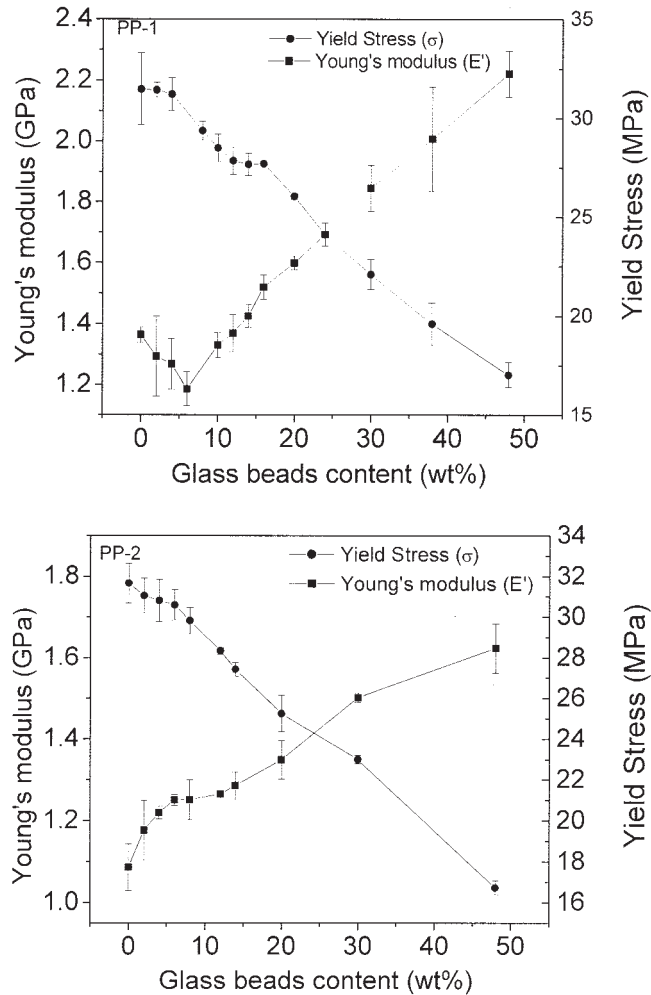 PP-1
Yield Stress (σ)
Young's modulus (E')
2.4
2.2
2.0
1.8
1.6
1.4
1.2
Young's modulus (GPa)
35
30
25
20
15
Yield Stress (MPa)
0 10 20 30 40 50
Glass beads content (wt%)
PP-2
Yield Stress (σ)
Young's modulus (E')
1.8
1.6
1.4
1.2
1.0
Young's modulus (GPa)
34
32
30
28
26
24
22
20
18
16
Yield Stress (MPa)
0 10 20 30 40 50
Glass beads content (wt%)